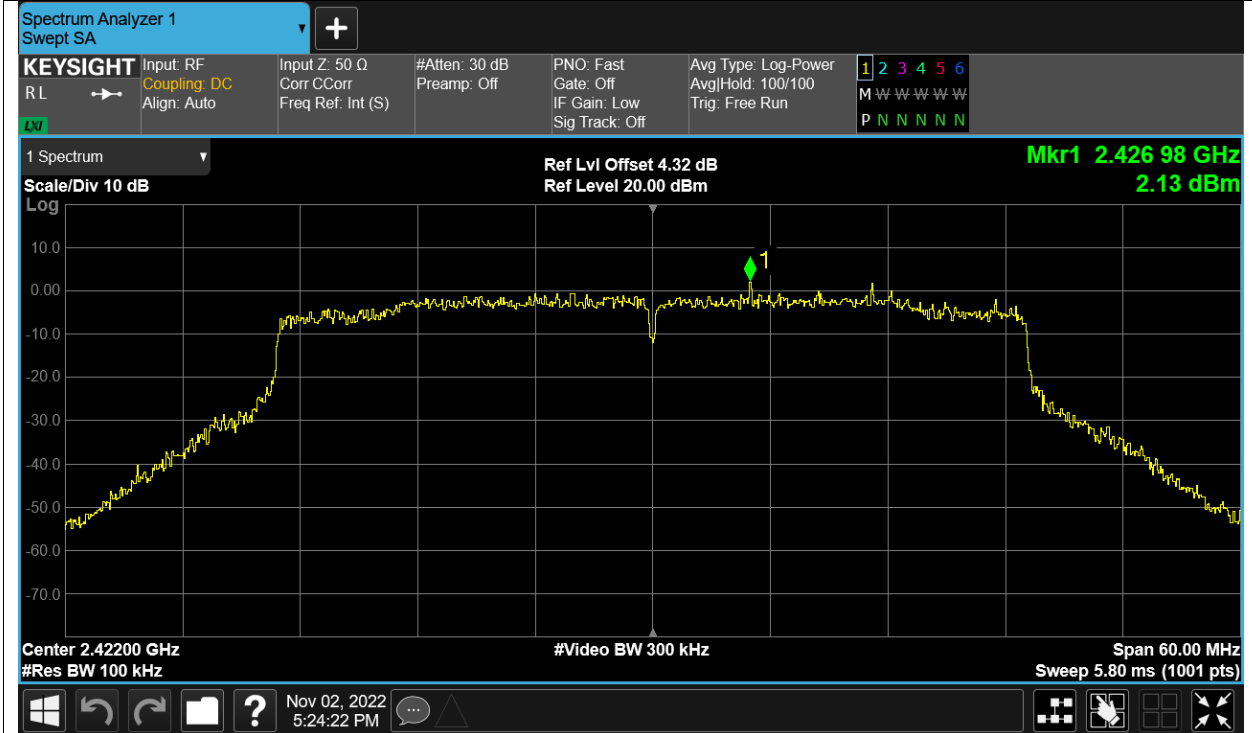 Spectrum Analyzer 1
Swept SA
KEYSIGHT
RL
LXI
Input: RF
Coupling: DC
Align: Auto
Input Z: 50 Ω
Corr CCorr
Freq Ref: Int (S)
#Atten: 30 dB
Preamp: Off
PNO: Fast
Gate: Off
IF Gain: Low
Sig Track: Off
Avg Type: Log-Power
Avg|Hold: 100/100
Trig: Free Run
1 2 3 4 5 6
M W W W W W W
P N N N N N N
1 Spectrum
Scale/Div 10 dB
Ref Lvl Offset 4.32 dB
Ref Level 20.00 dBm
Mkr1 2.426 98 GHz
2.13 dBm
Log
10.0
0.00
-10.0
-20.0
-30.0
-40.0
-50.0
-60.0
-70.0
1
Center 2.42200 GHz
#Res BW 100 kHz
#Video BW 300 kHz
Span 60.00 MHz
Sweep 5.80 ms (1001 pts)
?
Nov 02, 2022
5:24:22 PM